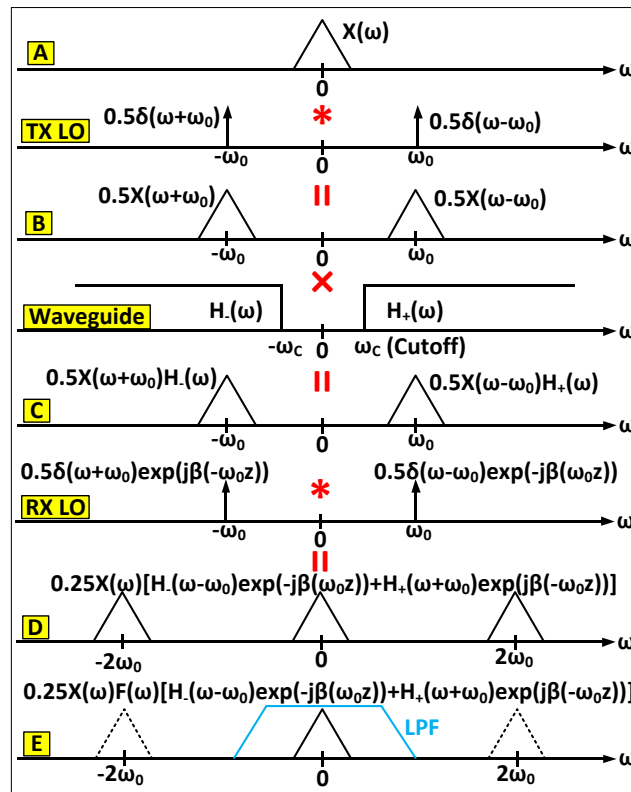 X(ω)
A
0
ω
0.5δ(ω+ω₀)
*
0.5δ(ω-ω₀)
TX LO
-ω₀
0
ω₀
ω
0.5X(ω+ω₀)
=
0.5X(ω-ω₀)
B
-ω₀
0
ω₀
ω
×
H₋(ω)
H₊(ω)
Waveguide
-ω_C
0
ω_C (Cutoff)
ω
0.5X(ω+ω₀)H₋(ω)
=
0.5X(ω-ω₀)H₊(ω)
C
-ω₀
0
ω₀
ω
0.5δ(ω+ω₀)exp(jβ(-ω₀z))
*
0.5δ(ω-ω₀)exp(-jβ(ω₀z))
RX LO
-ω₀
0
ω₀
ω
=
0.25X(ω)[H₋(ω-ω₀)exp(-jβ(ω₀z))+H₊(ω+ω₀)exp(jβ(-ω₀z))]
D
-2ω₀
0
2ω₀
ω
0.25X(ω)F(ω)[H₋(ω-ω₀)exp(-jβ(ω₀z))+H₊(ω+ω₀)exp(jβ(-ω₀z))]
LPF
E
-2ω₀
0
2ω₀
ω